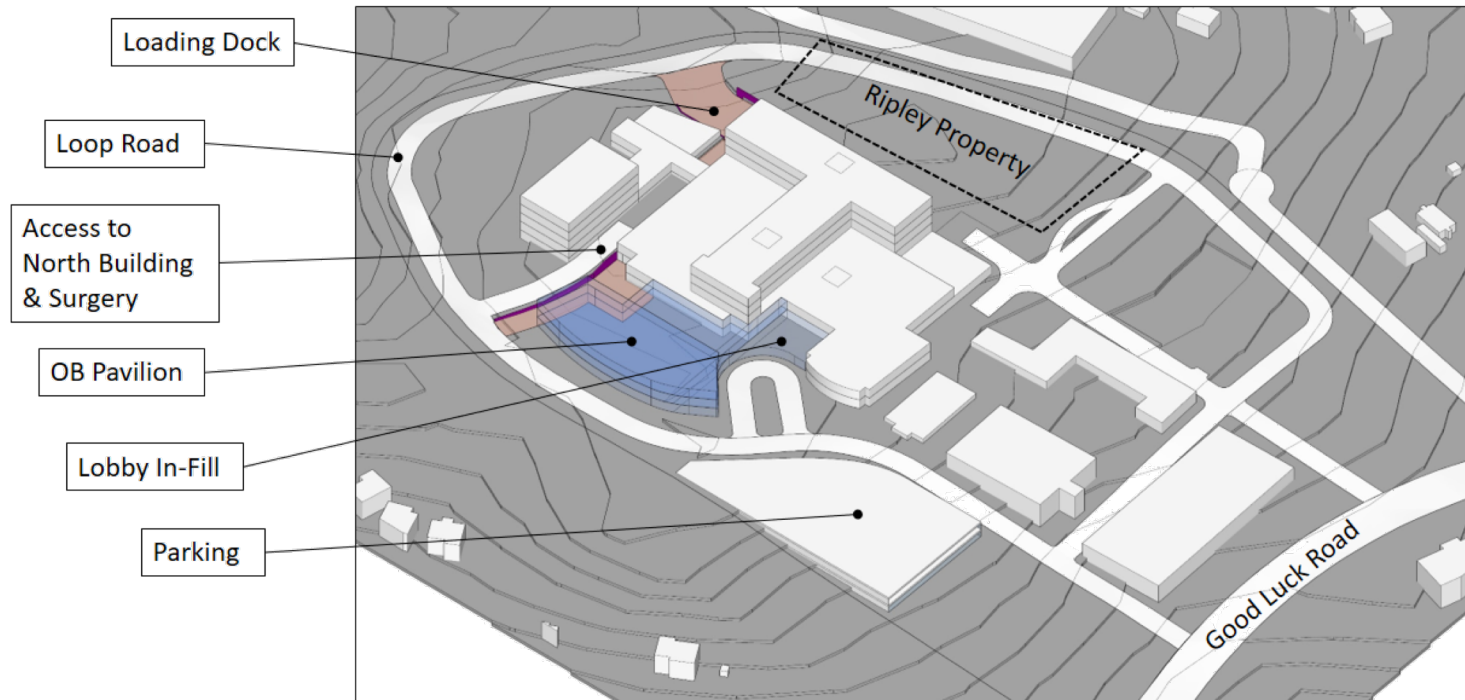 Loading Dock
Loop Road
Access to
North Building
& Surgery
OB Pavilion
Lobby In-Fill
Parking
Ripley Property
Good Luck Road